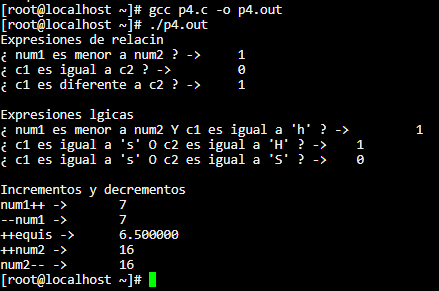 [root@localhost ~]# gcc p4.c -o p4.out
[root@localhost ~]# ./p4.out
Expresiones de relacin
¿ num1 es menor a num2 ? ->     1
¿ c1 es igual a c2 ? ->         0
¿ c1 es diferente a c2 ? ->     1
Expresiones lgicas
¿ num1 es menor a num2 Y c1 es igual a 'h' ? ->         1
¿ c1 es igual a 's' O c2 es igual a 'H' ? ->    1
¿ c1 es igual a 's' O c2 es igual a 'S' ? ->    0
Incrementos y decrementos
num1++ ->       7
--num1 ->       7
++equis ->      6.500000
++num2 ->       16
num2-- ->       16
[root@localhost ~]#